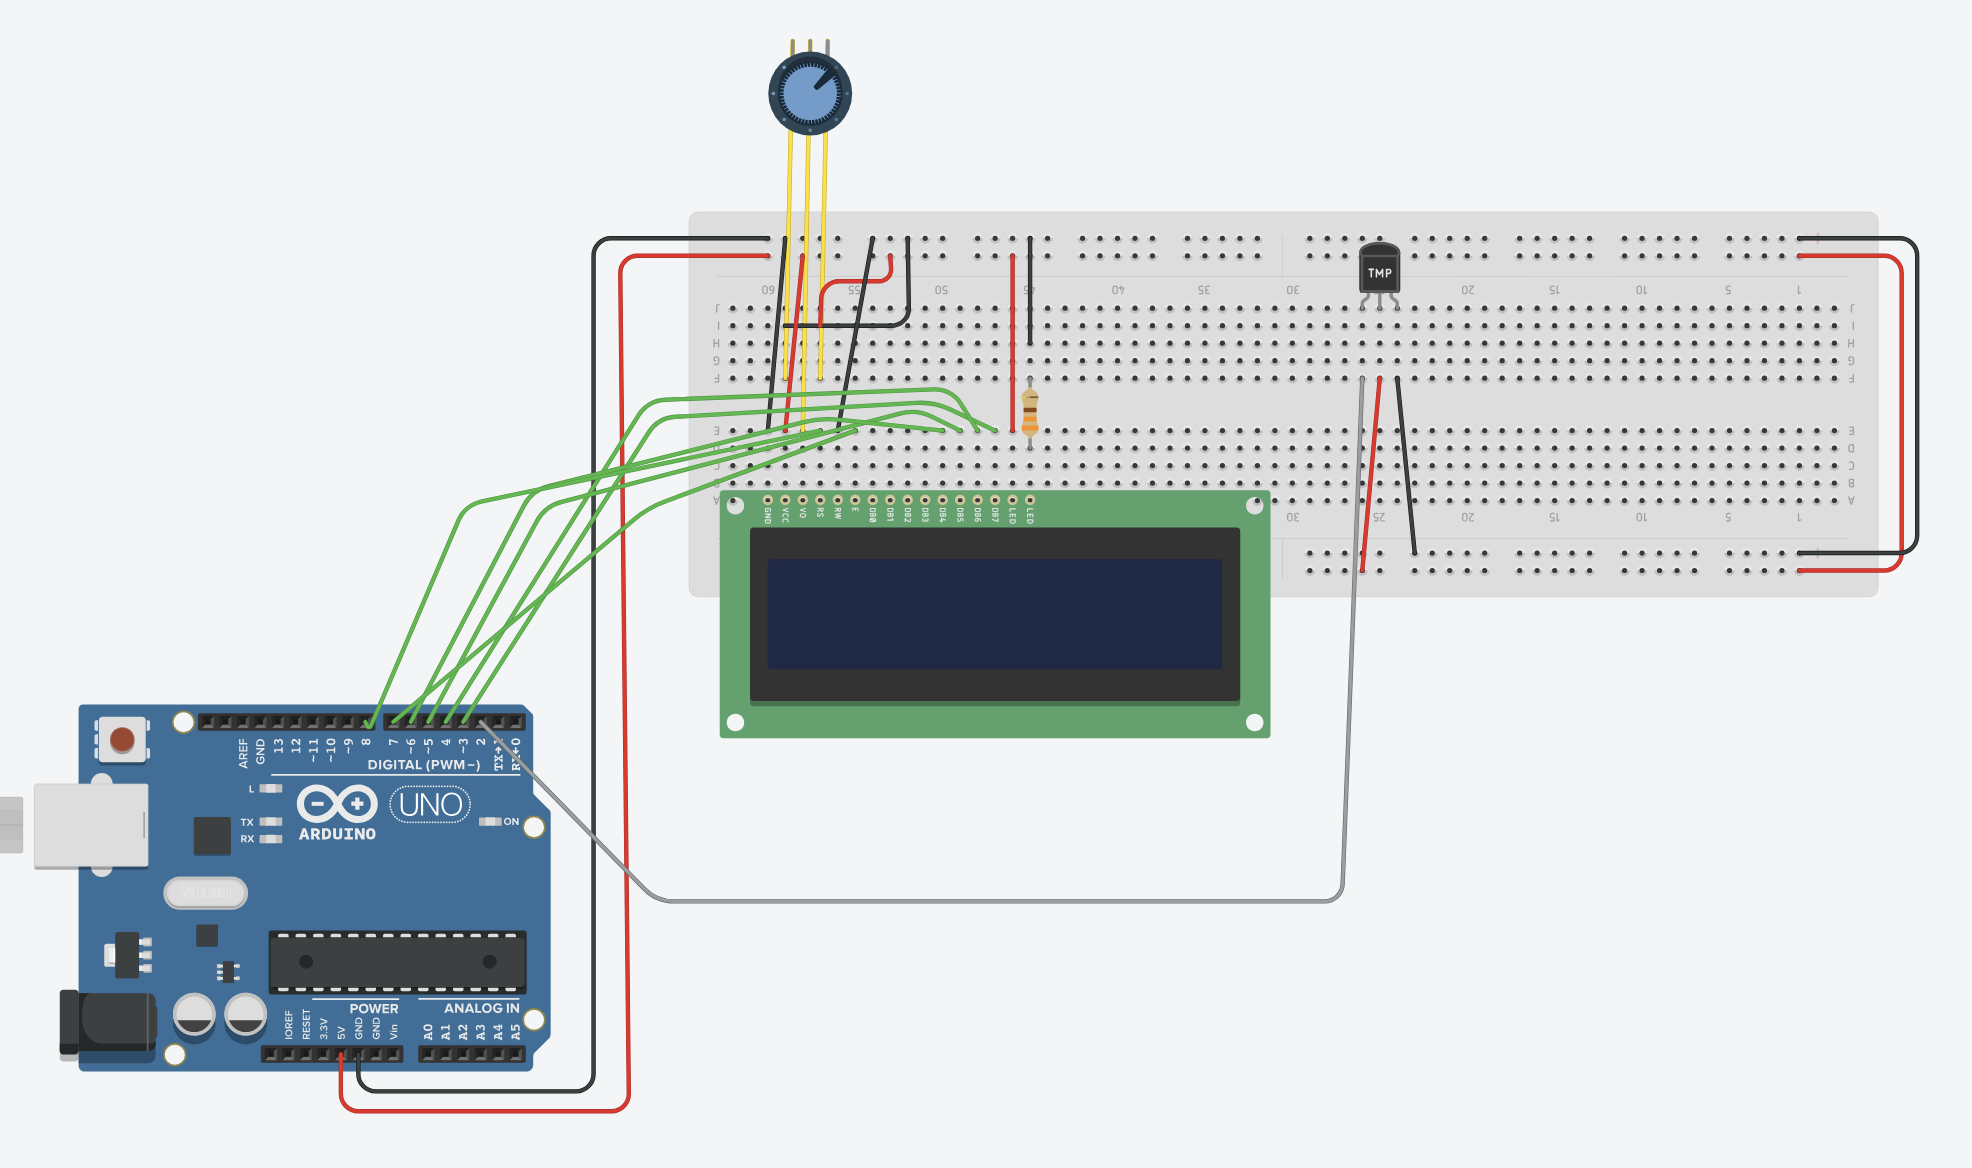 TMP
60 55 50 45 40 35 30 25 20 15 10 5 1
J J
I I
H H
G G
F F
E E
D D
C C
B B
A A
GND VCC VO RS RW E DB0 DB1 DB2 DB3 DB4 DB5 DB6 DB7 LED LED
30 25 20 15 10 5 1
AREF GND 13 12 ~11 ~10 ~9 8 7 ~6 ~5 4 ~3 2 TX→1 RX←0
DIGITAL (PWM~)
L
UNO
TX
ON
RX
ARDUINO
POWER ANALOG IN
IOREF RESET 3.3V 5V GND GND Vin A0 A1 A2 A3 A4 A5